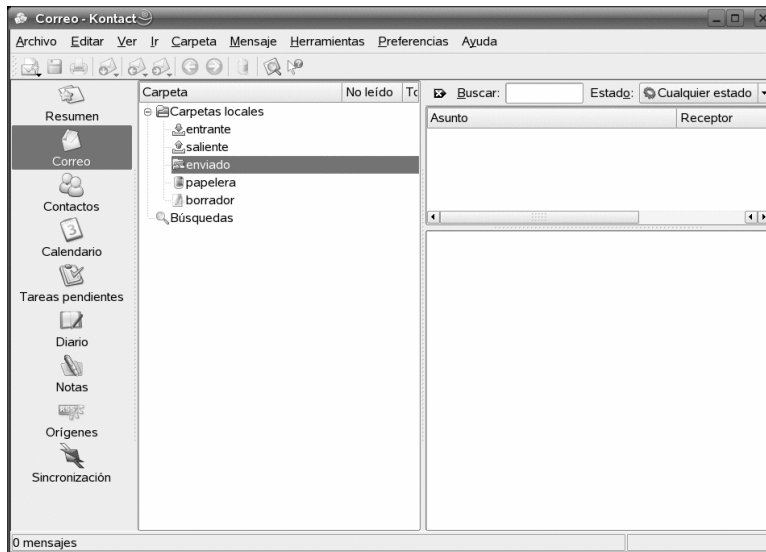 Correo - Kontact
Archivo Editar Ver Ir Carpeta Mensaje Herramientas Preferencias Ayuda
Resumen
Correo
Contactos
Calendario
Tareas pendientes
Diario
Notas
Orígenes
Sincronización
Carpeta No leído To
Carpetas locales
entrante
saliente
enviado
papelera
borrador
Búsquedas
Buscar: Estado: Cualquier estado
Asunto Receptor
0 mensajes